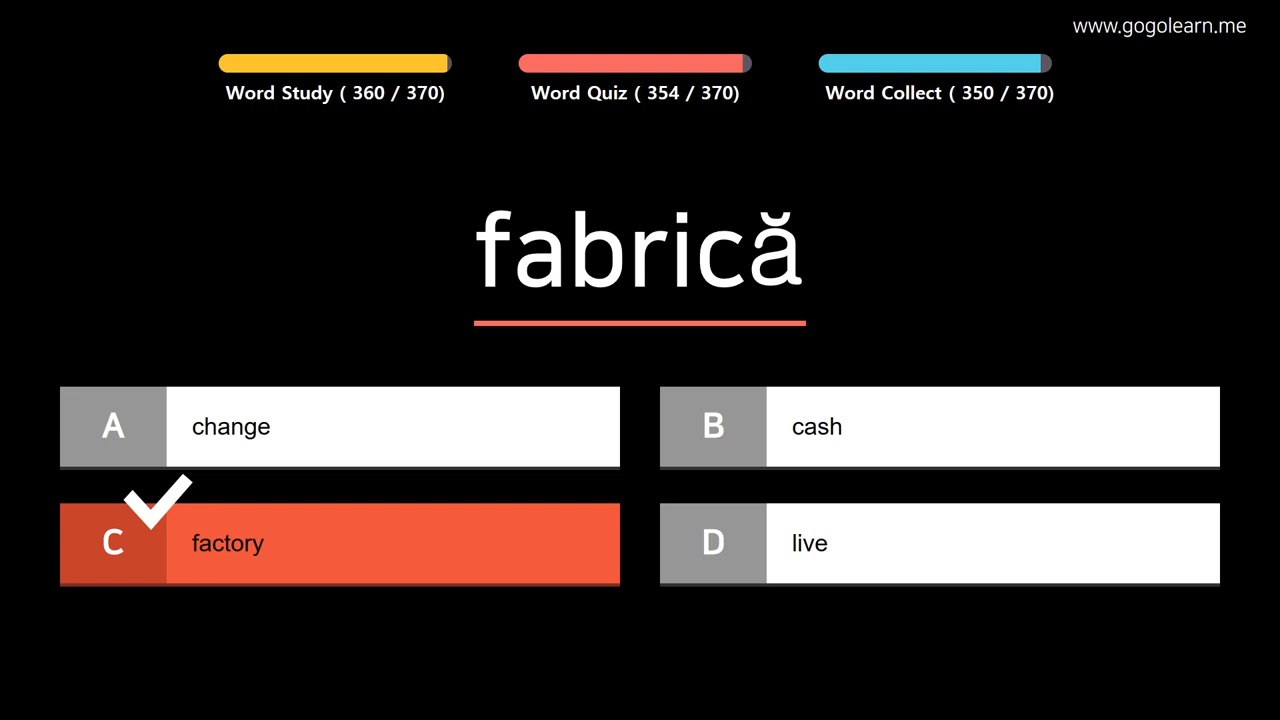 www.gogolearn.me
Word Study ( 360 / 370)
Word Quiz ( 354 / 370)
Word Collect ( 350 / 370)
fabrică
A change
B cash
C factory
D live